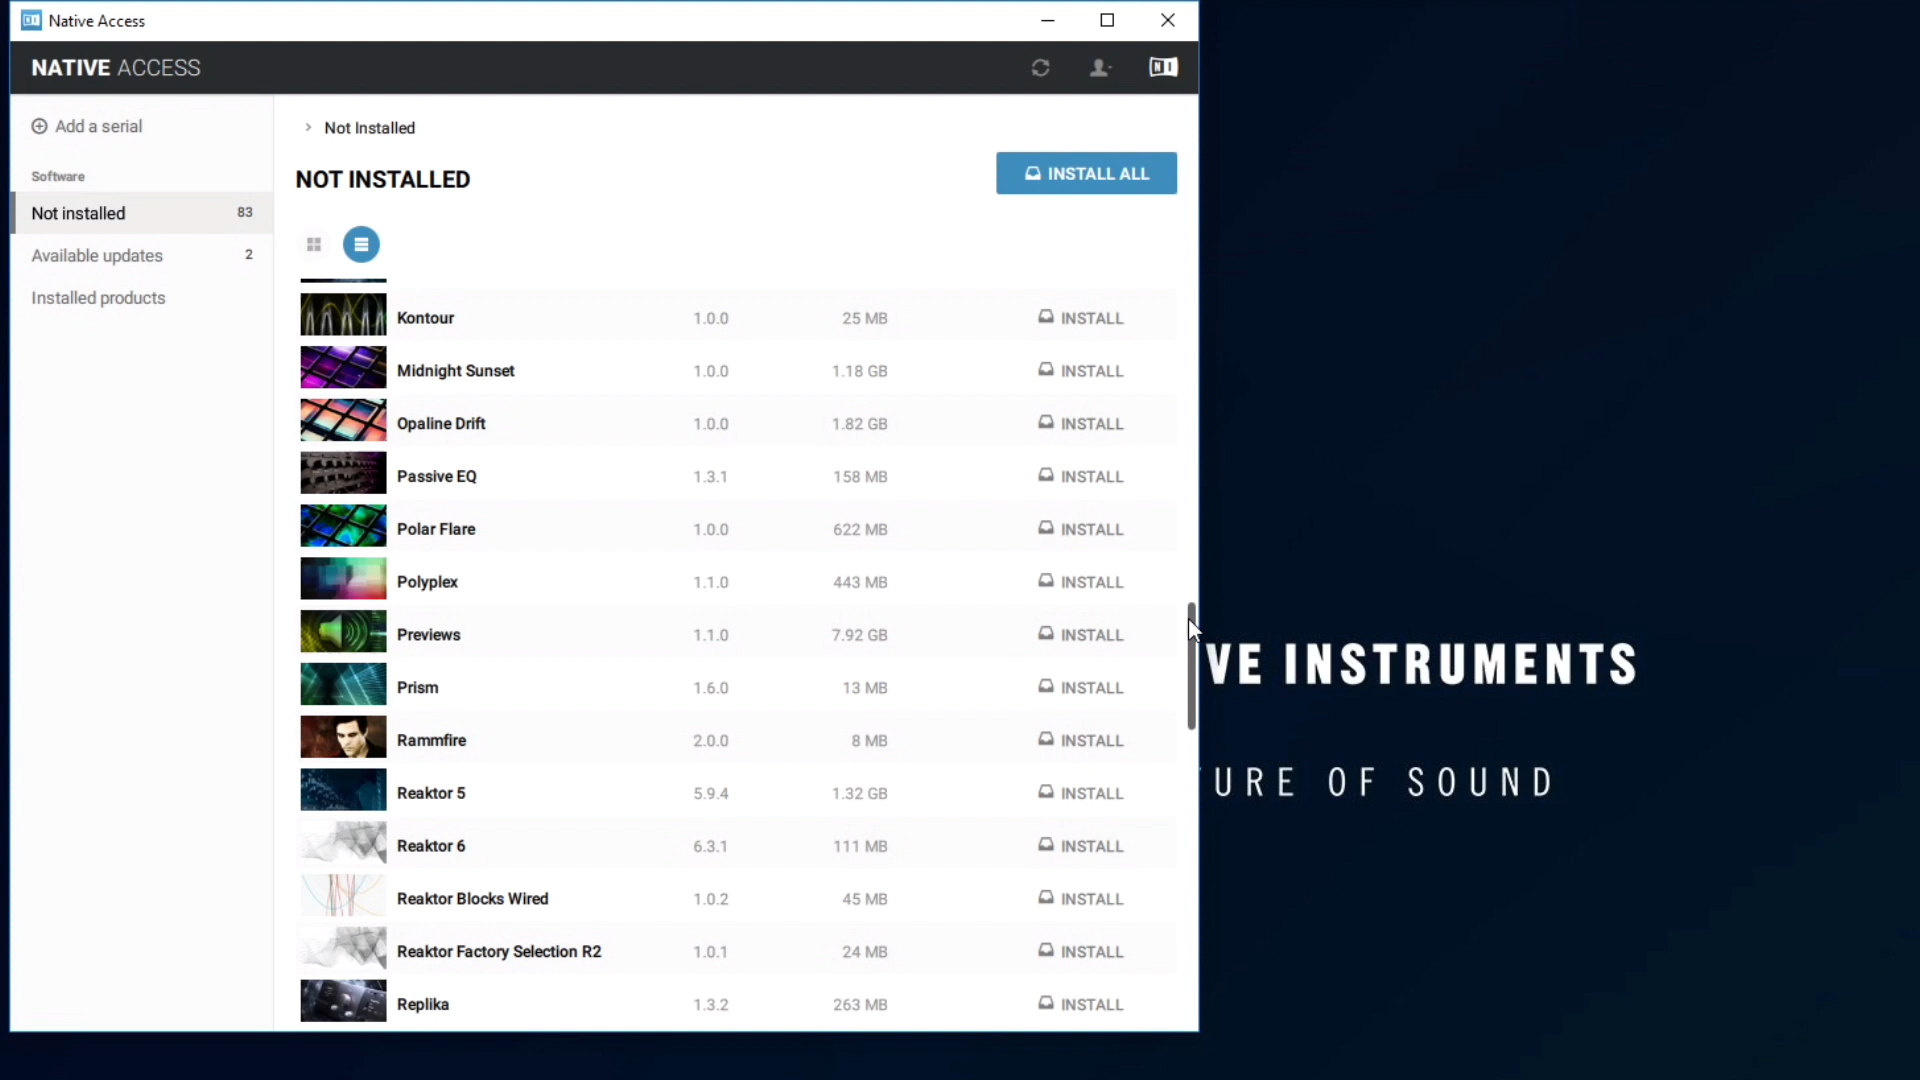 Native Access
NATIVE ACCESS
NI
Add a serial
Software
Not installed 83
Available updates 2
Installed products
> Not Installed
NOT INSTALLED
INSTALL ALL
Kontour 1.0.0 25 MB INSTALL
Midnight Sunset 1.0.0 1.18 GB INSTALL
Opaline Drift 1.0.0 1.82 GB INSTALL
Passive EQ 1.3.1 158 MB INSTALL
Polar Flare 1.0.0 622 MB INSTALL
Polyplex 1.1.0 443 MB INSTALL
Previews 1.1.0 7.92 GB INSTALL
Prism 1.6.0 13 MB INSTALL
Rammfire 2.0.0 8 MB INSTALL
Reaktor 5 5.9.4 1.32 GB INSTALL
Reaktor 6 6.3.1 111 MB INSTALL
Reaktor Blocks Wired 1.0.2 45 MB INSTALL
Reaktor Factory Selection R2 1.0.1 24 MB INSTALL
Replika 1.3.2 263 MB INSTALL
VE INSTRUMENTS
URE OF SOUND